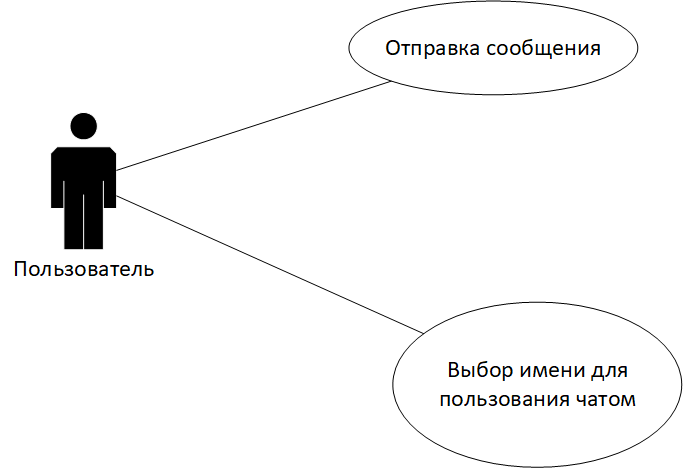 Отправка сообщения
Пользователь
Выбор имени для
пользования чатом